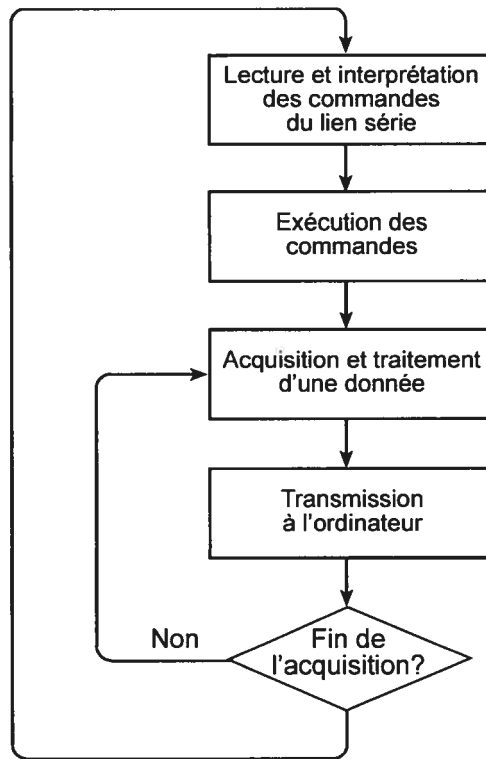 Lecture et interprétation
des commandes
du lien série
Exécution des
commandes
Acquisition et traitement
d'une donnée
Transmission
à l'ordinateur
Non
Fin de
l'acquisition?